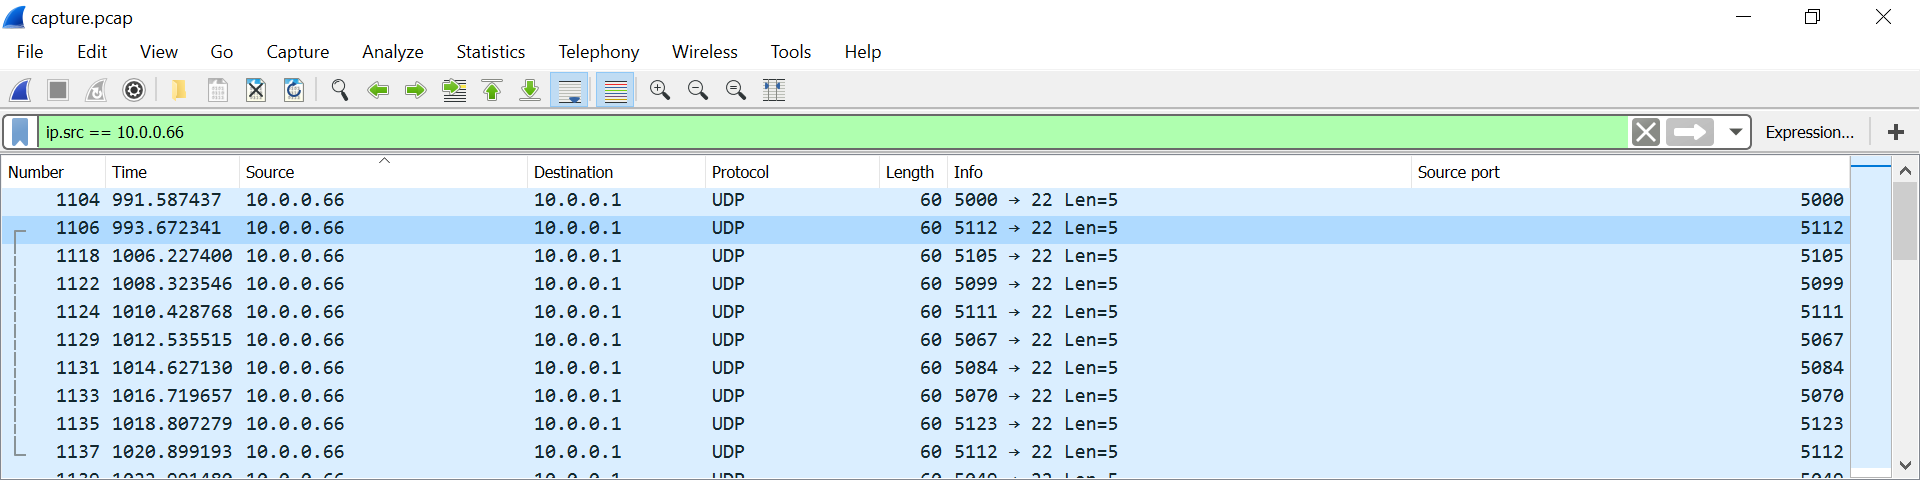 capture.pcap
File Edit View Go Capture Analyze Statistics Telephony Wireless Tools Help
ip.src == 10.0.0.66 Expression... +
Number Time Source Destination Protocol Length Info Source port
1104 991.587437 10.0.0.66 10.0.0.1 UDP 60 5000 → 22 Len=5 5000
1106 993.672341 10.0.0.66 10.0.0.1 UDP 60 5112 → 22 Len=5 5112
1118 1006.227400 10.0.0.66 10.0.0.1 UDP 60 5105 → 22 Len=5 5105
1122 1008.323546 10.0.0.66 10.0.0.1 UDP 60 5099 → 22 Len=5 5099
1124 1010.428768 10.0.0.66 10.0.0.1 UDP 60 5111 → 22 Len=5 5111
1129 1012.535515 10.0.0.66 10.0.0.1 UDP 60 5067 → 22 Len=5 5067
1131 1014.627130 10.0.0.66 10.0.0.1 UDP 60 5084 → 22 Len=5 5084
1133 1016.719657 10.0.0.66 10.0.0.1 UDP 60 5070 → 22 Len=5 5070
1135 1018.807279 10.0.0.66 10.0.0.1 UDP 60 5123 → 22 Len=5 5123
1137 1020.899193 10.0.0.66 10.0.0.1 UDP 60 5112 → 22 Len=5 5112